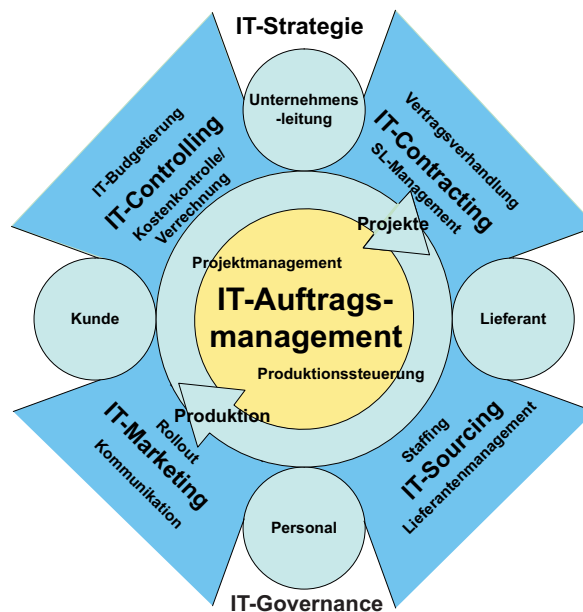 IT-Strategie
Unternehmens
-leitung
IT-Budgetierung
IT-Controlling
Kostenkontrolle/
Verrechnung
Vertragsverhandlung
IT-Contracting
SL-Management
Projekte
Projektmanagement
IT-Auftrags-
management
Produktionssteuerung
Produktion
Kunde
Lieferant
Rollout
IT-Marketing
Kommunikation
Staffing
IT-Sourcing
Lieferantenmanagement
Personal
IT-Governance